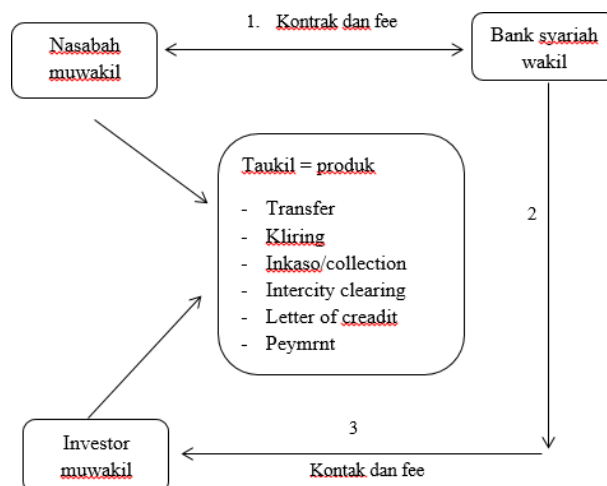 1. Kontrak dan fee
Nasabah
muwakil
Bank syariah
wakil
Taukil = produk
- Transfer
- Kliring
- Inkaso/collection
- Intercity clearing
- Letter of creadit
- Peymrnt
2
3
Investor
muwakil
Kontak dan fee